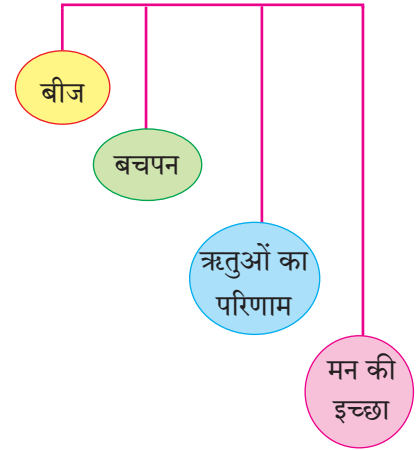 बीज
बचपन
ऋतुओं का
परिणाम
मन की
इच्छा